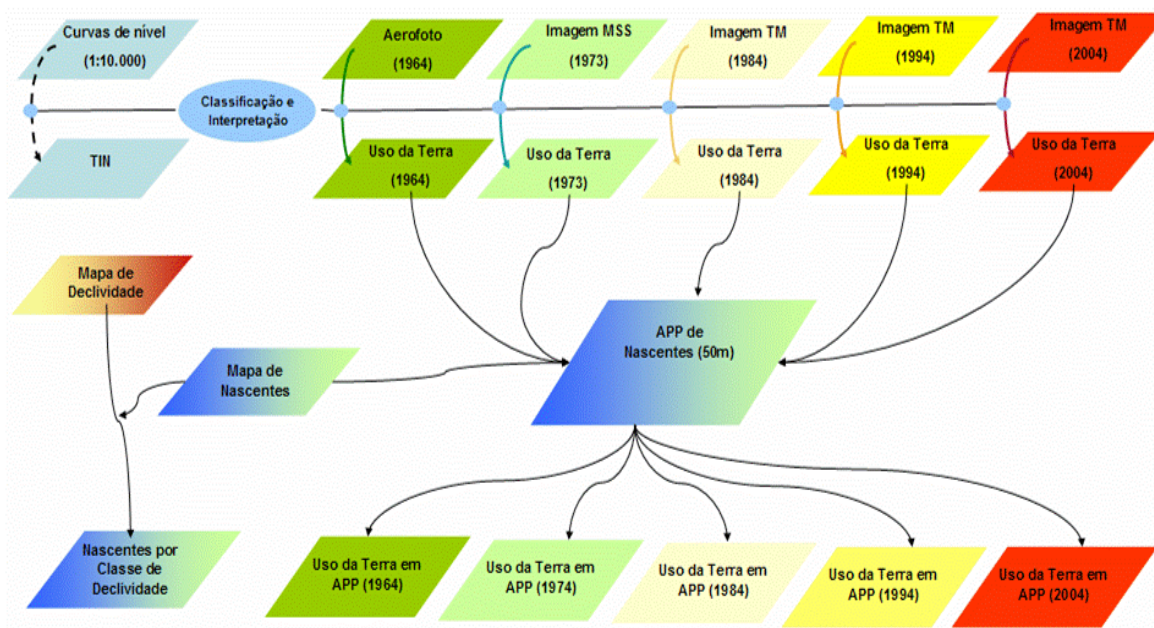 Curvas de nível
(1:10.000)
Aerofoto
(1964)
Imagem MSS
(1973)
Imagem TM
(1984)
Imagem TM
(1994)
Imagem TM
(2004)
Classificação e
Interpretação
TIN
Uso da Terra
(1964)
Uso da Terra
(1973)
Uso da Terra
(1984)
Uso da Terra
(1994)
Uso da Terra
(2004)
Mapa de
Declividade
Mapa de
Nascentes
APP de
Nascentes (50m)
Nascentes por
Classe de
Declividade
Uso da Terra em
APP (1964)
Uso da Terra em
APP (1974)
Uso da Terra em
APP (1984)
Uso da Terra em
APP (1994)
Uso da Terra em
APP (2004)